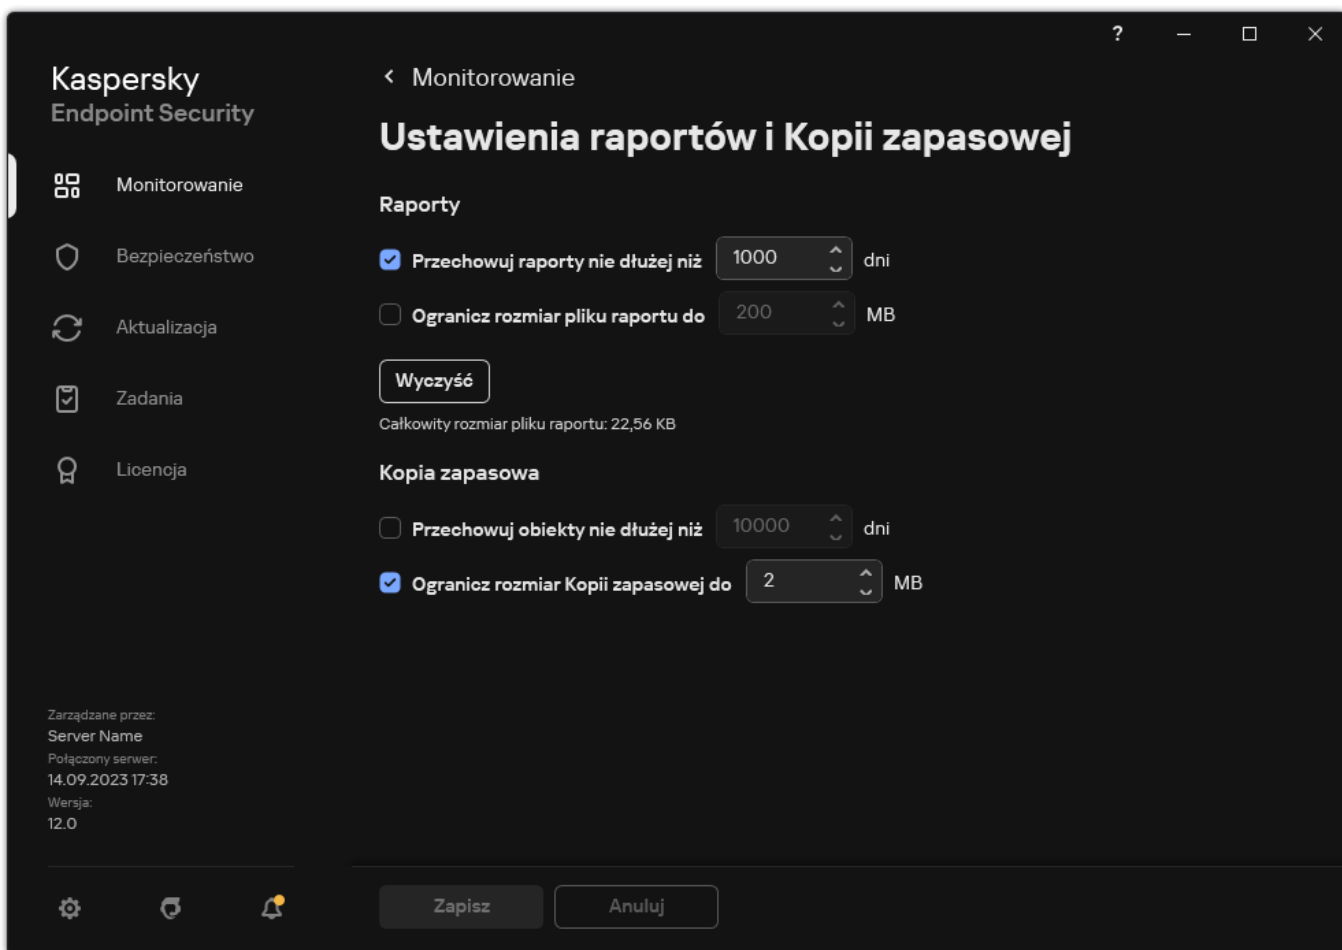 ?
Kaspersky
Endpoint Security
Monitorowanie
Bezpieczeństwo
Aktualizacja
Zadania
Licencja
Zarządzane przez:
Server Name
Połączony serwer:
14.09.2023 17:38
Wersja:
12.0
Monitorowanie
Ustawienia raportów i Kopii zapasowej
Raporty
Przechowuj raporty nie dłużej niż 1000 dni
Ogranicz rozmiar pliku raportu do 200 MB
Wyczyść
Całkowity rozmiar pliku raportu: 22,56 KB
Kopia zapasowa
Przechowuj obiekty nie dłużej niż 10000 dni
Ogranicz rozmiar Kopii zapasowej do 2 MB
Zapisz Anuluj